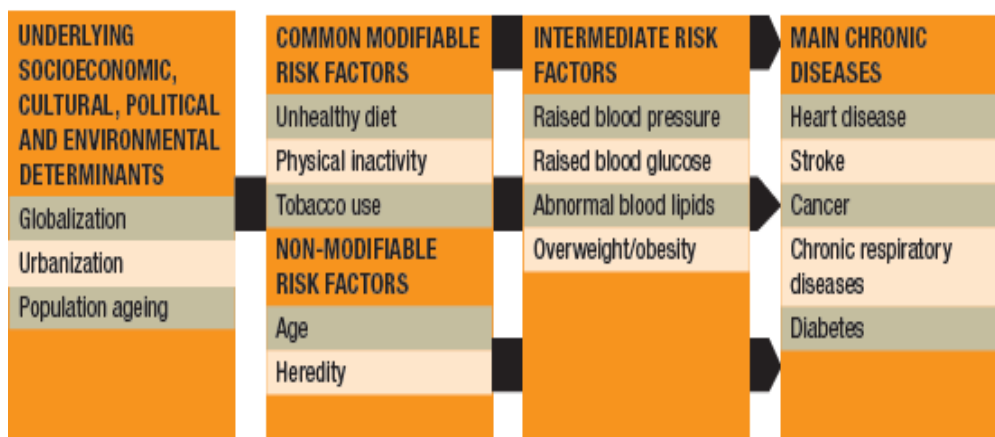 UNDERLYING
SOCIOECONOMIC,
CULTURAL, POLITICAL
AND ENVIRONMENTAL
DETERMINANTS
Globalization
Urbanization
Population ageing
COMMON MODIFIABLE
RISK FACTORS
Unhealthy diet
Physical inactivity
Tobacco use
NON-MODIFIABLE
RISK FACTORS
Age
Heredity
INTERMEDIATE RISK
FACTORS
Raised blood pressure
Raised blood glucose
Abnormal blood lipids
Overweight/obesity
MAIN CHRONIC
DISEASES
Heart disease
Stroke
Cancer
Chronic respiratory
diseases
Diabetes